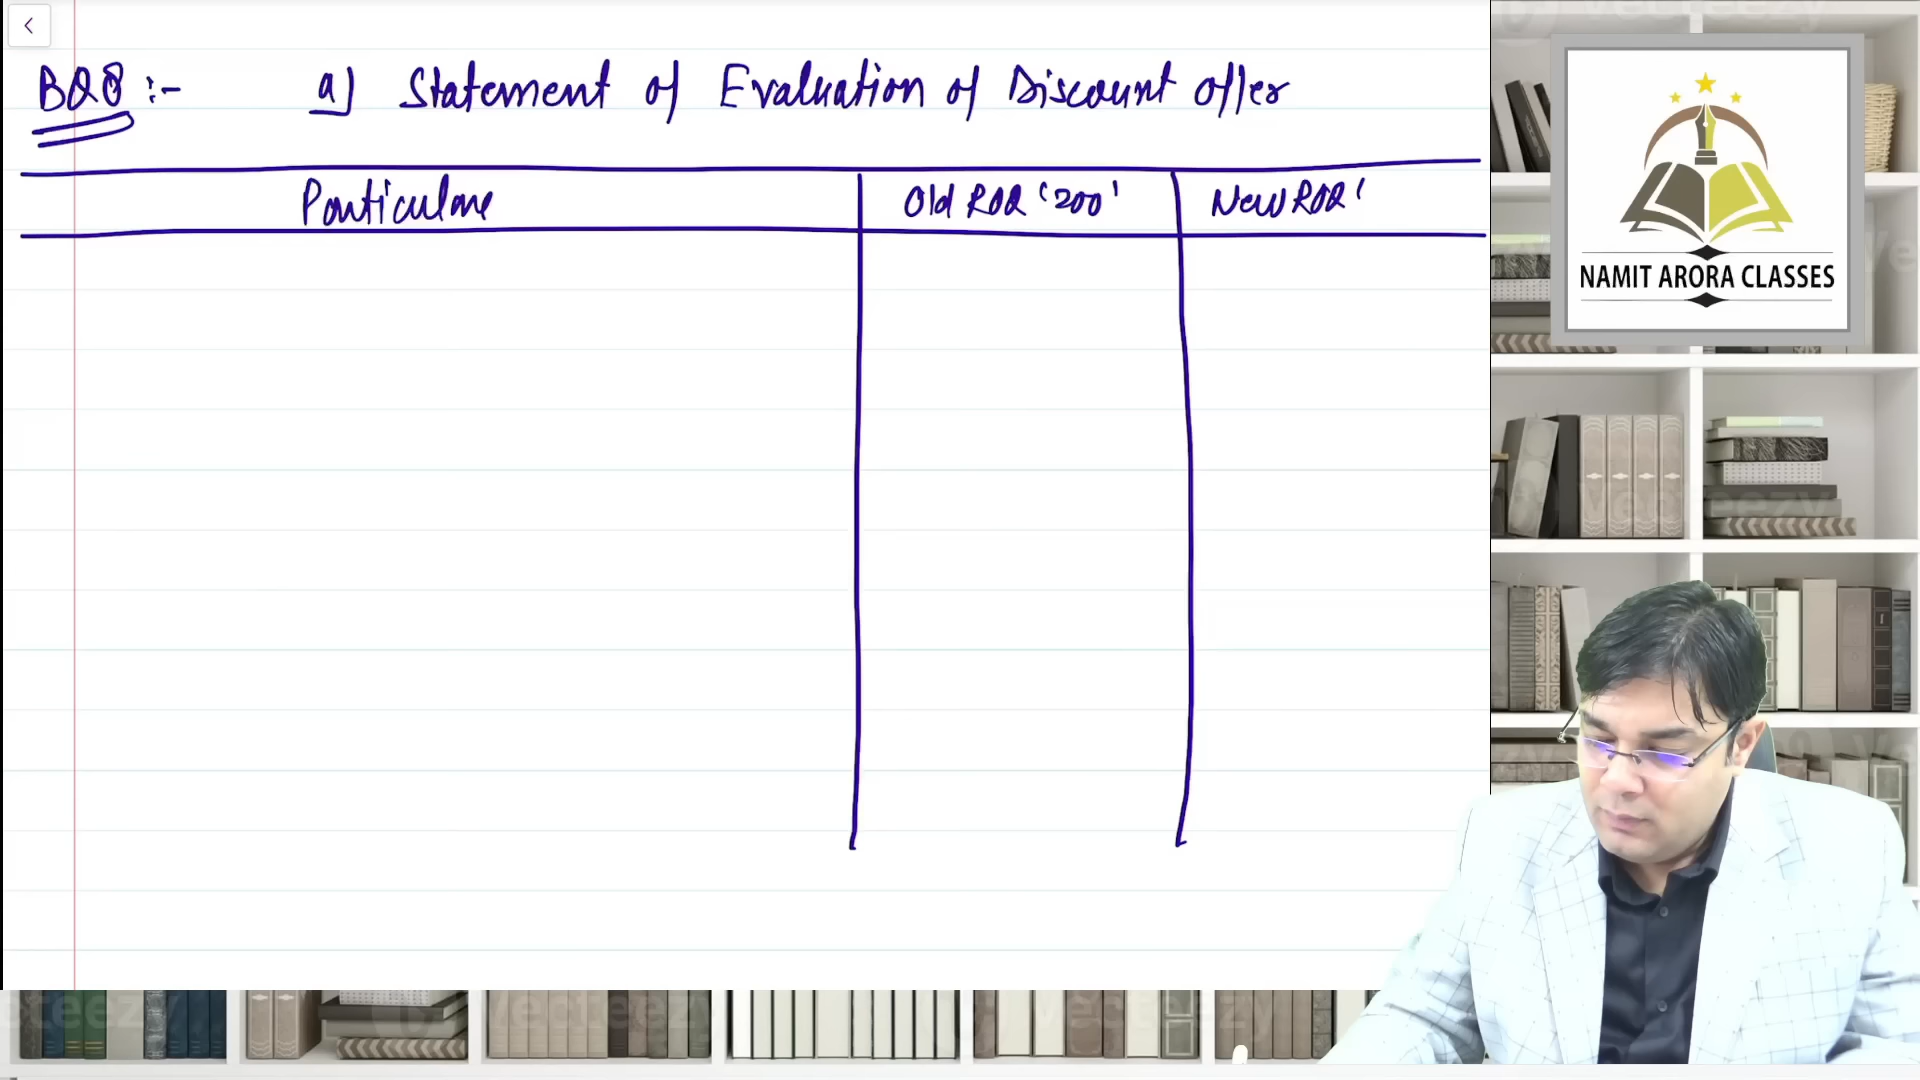 BQ8 :- a) Statement of Evaluation of Discount offer
Particulars Old ROQ '200' New ROQ '
NAMIT ARORA CLASSES